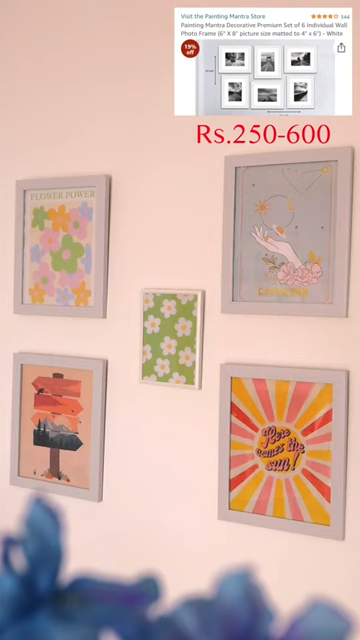 Visit the Painting Mantra Store
544
Painting Mantra Decorative Premium Set of 6 Individual Wall
Photo Frame (6" X 8" picture size matted to 4" x 6") - White
19%
off
Rs.250-600
FLOWER POWER
Here
comes the
sun!